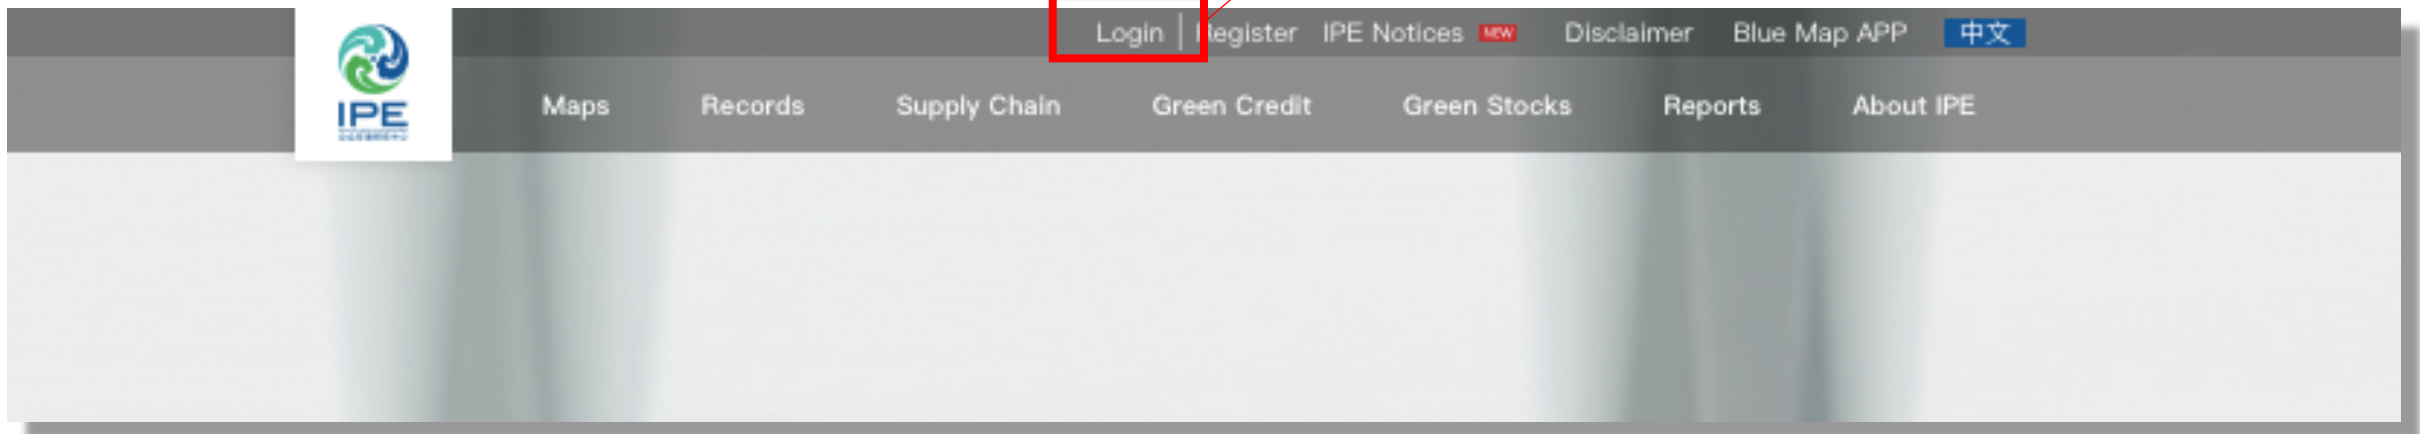 Login Register IPE Notices NEW Disclaimer Blue Map APP 中文
IPE
Maps Records Supply Chain Green Credit Green Stocks Reports About IPE